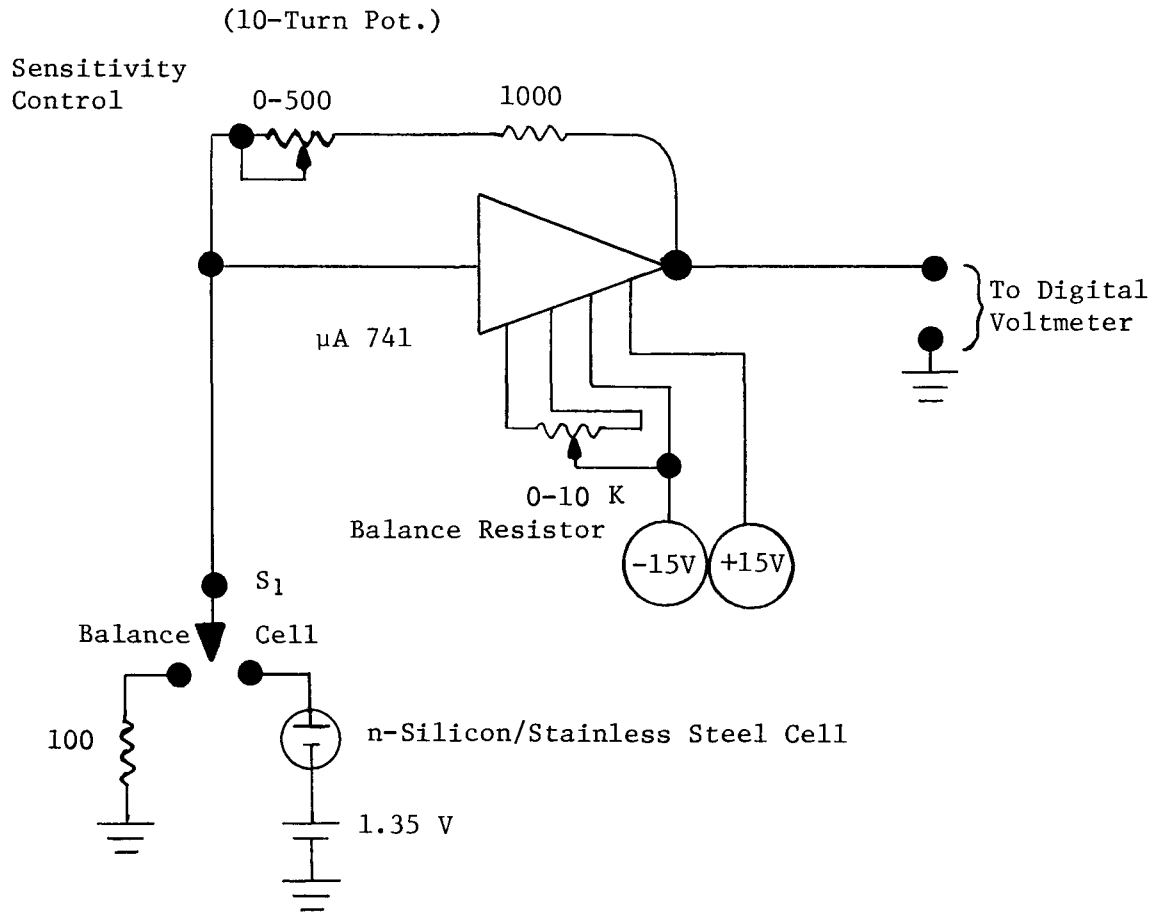 (10-Turn Pot.)
Sensitivity
Control
0-500
1000
µA 741
To Digital
Voltmeter
0-10 K
Balance Resistor
-15V
+15V
S1
Balance
Cell
100
n-Silicon/Stainless Steel Cell
1.35 V